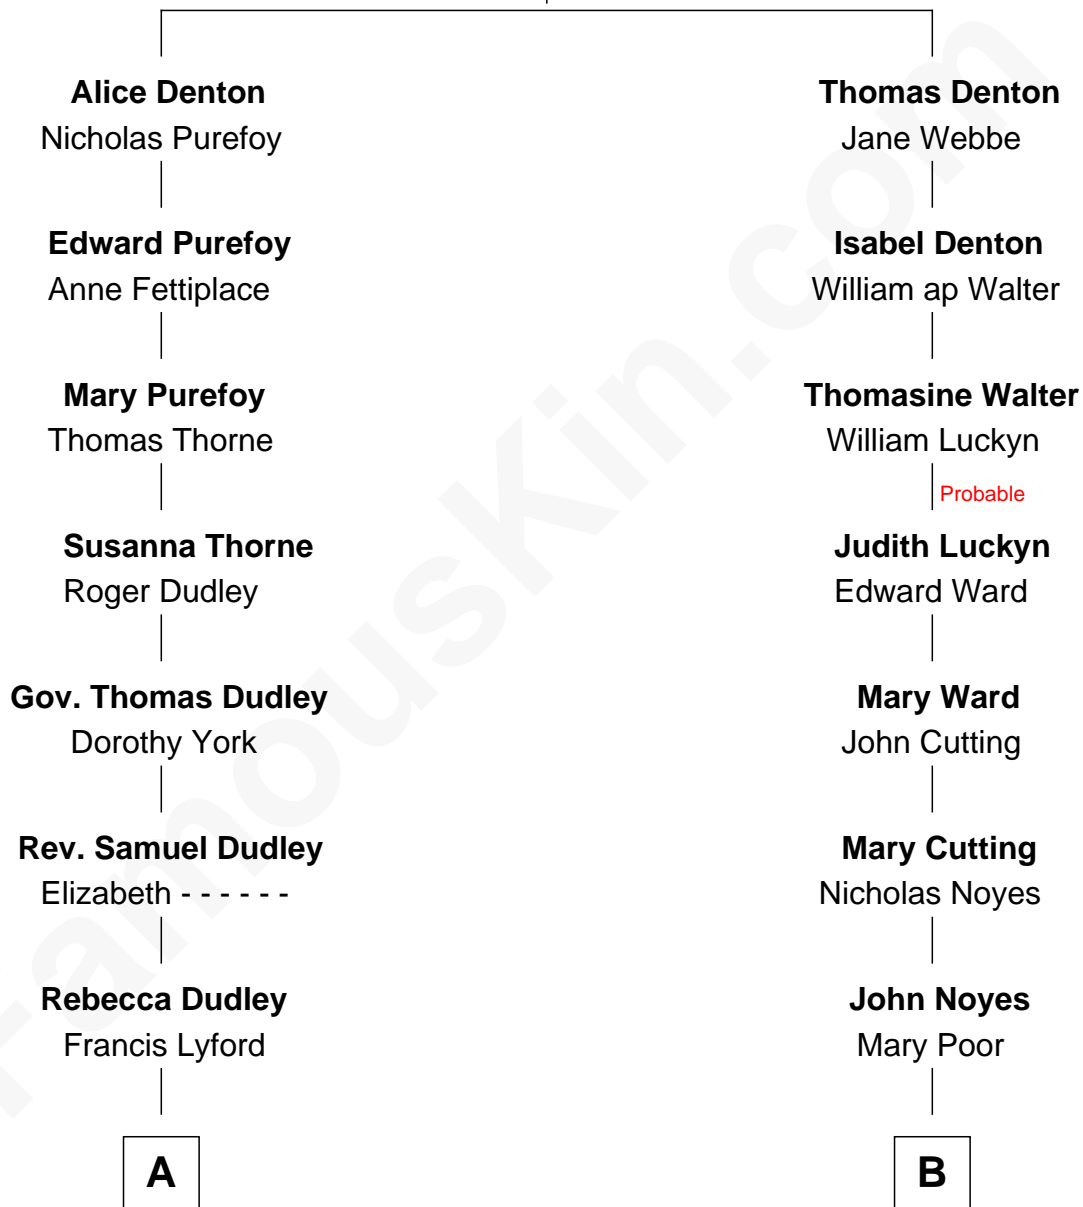 Alice Denton
Nicholas Purefoy
Edward Purefoy
Anne Fettiplace
Mary Purefoy
Thomas Thorne
Susanna Thorne
Roger Dudley
Gov. Thomas Dudley
Dorothy York
Rev. Samuel Dudley
Elizabeth - - - - - -
Rebecca Dudley
Francis Lyford
A
Thomas Denton
Jane Webbe
Isabel Denton
William ap Walter
Thomasine Walter
William Luckyn
Probable
Judith Luckyn
Edward Ward
Mary Ward
John Cutting
Mary Cutting
Nicholas Noyes
John Noyes
Mary Poor
B
FamousKin.com